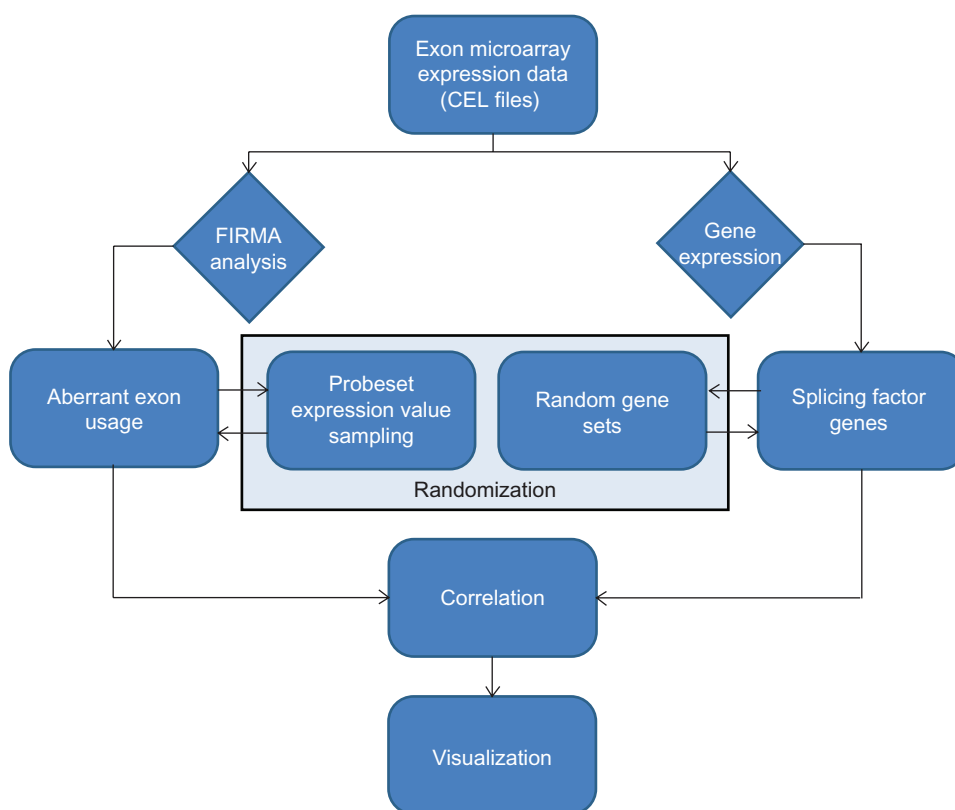 Exon microarray
expression data
(CEL files)
FIRMA
analysis
Gene
expression
Aberrant exon
usage
Probeset
expression value
sampling
Random gene
sets
Splicing factor
genes
Randomization
Correlation
Visualization